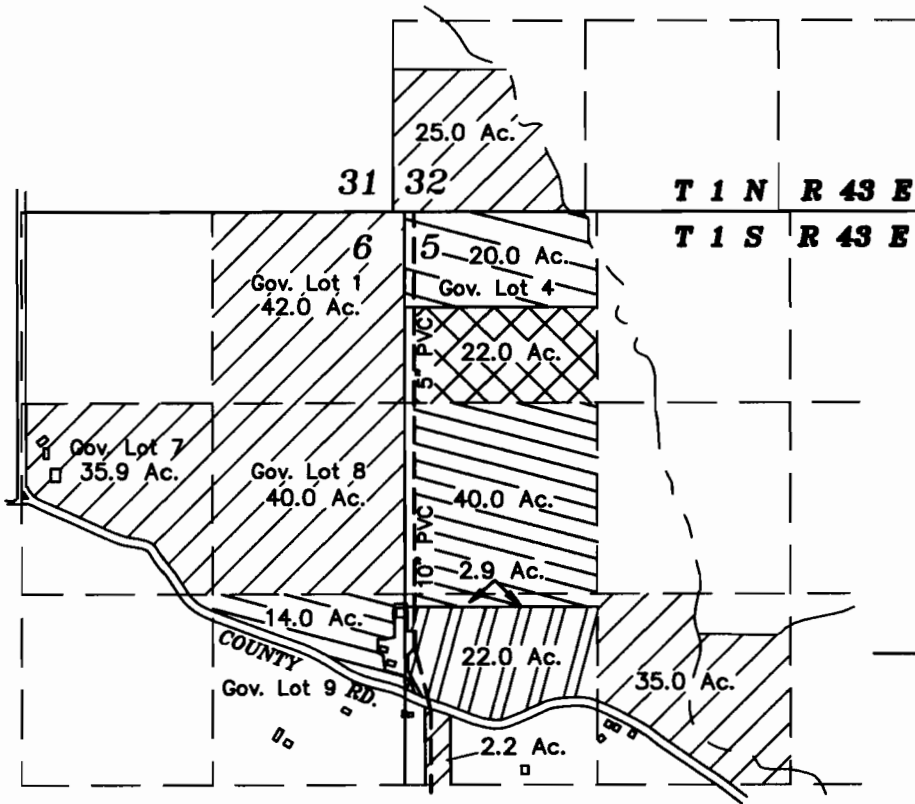 25.0 Ac.
31 32
T 1 N R 43 E
T 1 S R 43 E
6 5
20.0 Ac.
Gov. Lot 4
Gov. Lot 1
42.0 Ac.
5" PVC
22.0 Ac.
Gov. Lot 7
35.9 Ac.
Gov. Lot 8
40.0 Ac.
40.0 Ac.
10" PVC
2.9 Ac.
14.0 Ac.
22.0 Ac.
35.0 Ac.
COUNTY RD.
Gov. Lot 9
2.2 Ac.